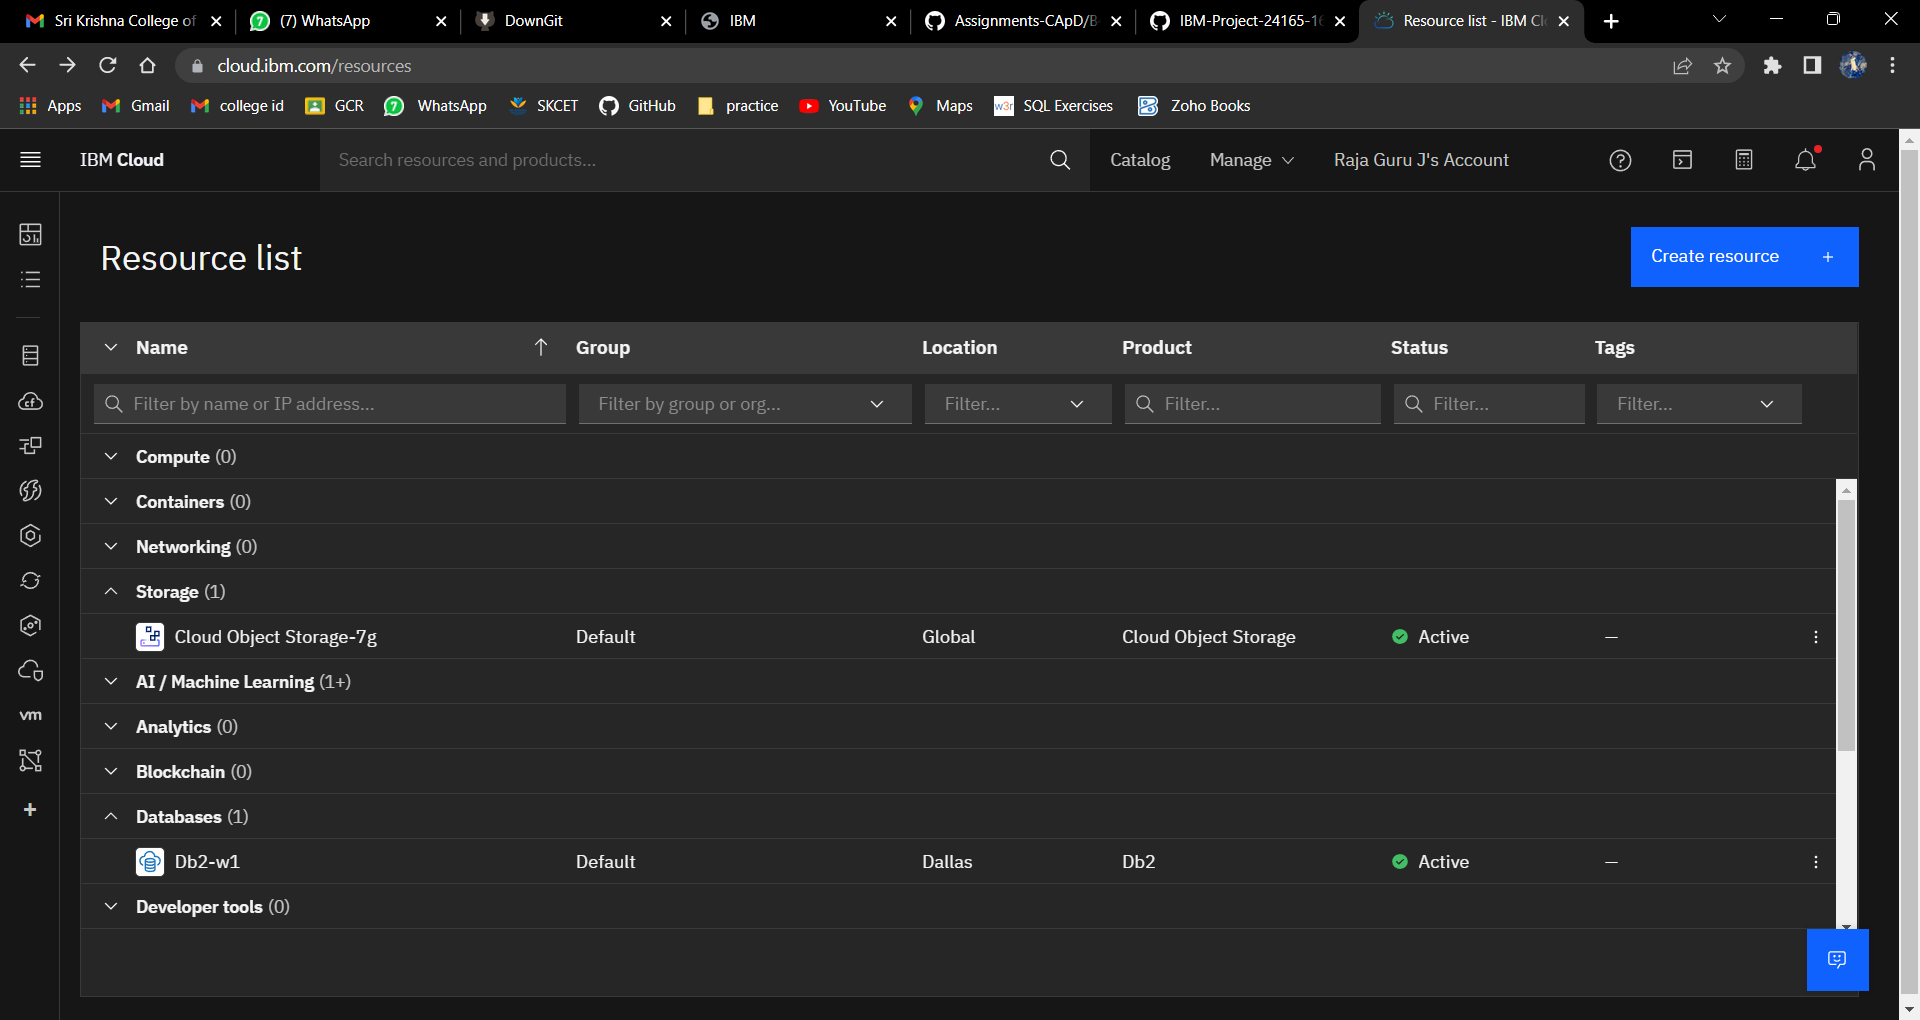 Sri Krishna College of
(7) WhatsApp
DownGit
IBM
Assignments-CApD/B
IBM-Project-24165-16
Resource list - IBM Cl
cloud.ibm.com/resources
Apps
Gmail
college id
GCR
7
WhatsApp
SKCET
GitHub
practice
YouTube
Maps
w3r
SQL Exercises
Zoho Books
IBM Cloud
Search resources and products...
Catalog
Manage
Raja Guru J's Account
Resource list
Create resource +
Name
Group
Location
Product
Status
Tags
Filter by name or IP address...
Filter by group or org...
Filter...
Filter...
Filter...
Filter...
Compute (0)
Containers (0)
Networking (0)
Storage (1)
Cloud Object Storage-7g
Default
Global
Cloud Object Storage
Active
—
AI / Machine Learning (1+)
Analytics (0)
Blockchain (0)
Databases (1)
Db2-w1
Default
Dallas
Db2
Active
—
Developer tools (0)
cf
vm